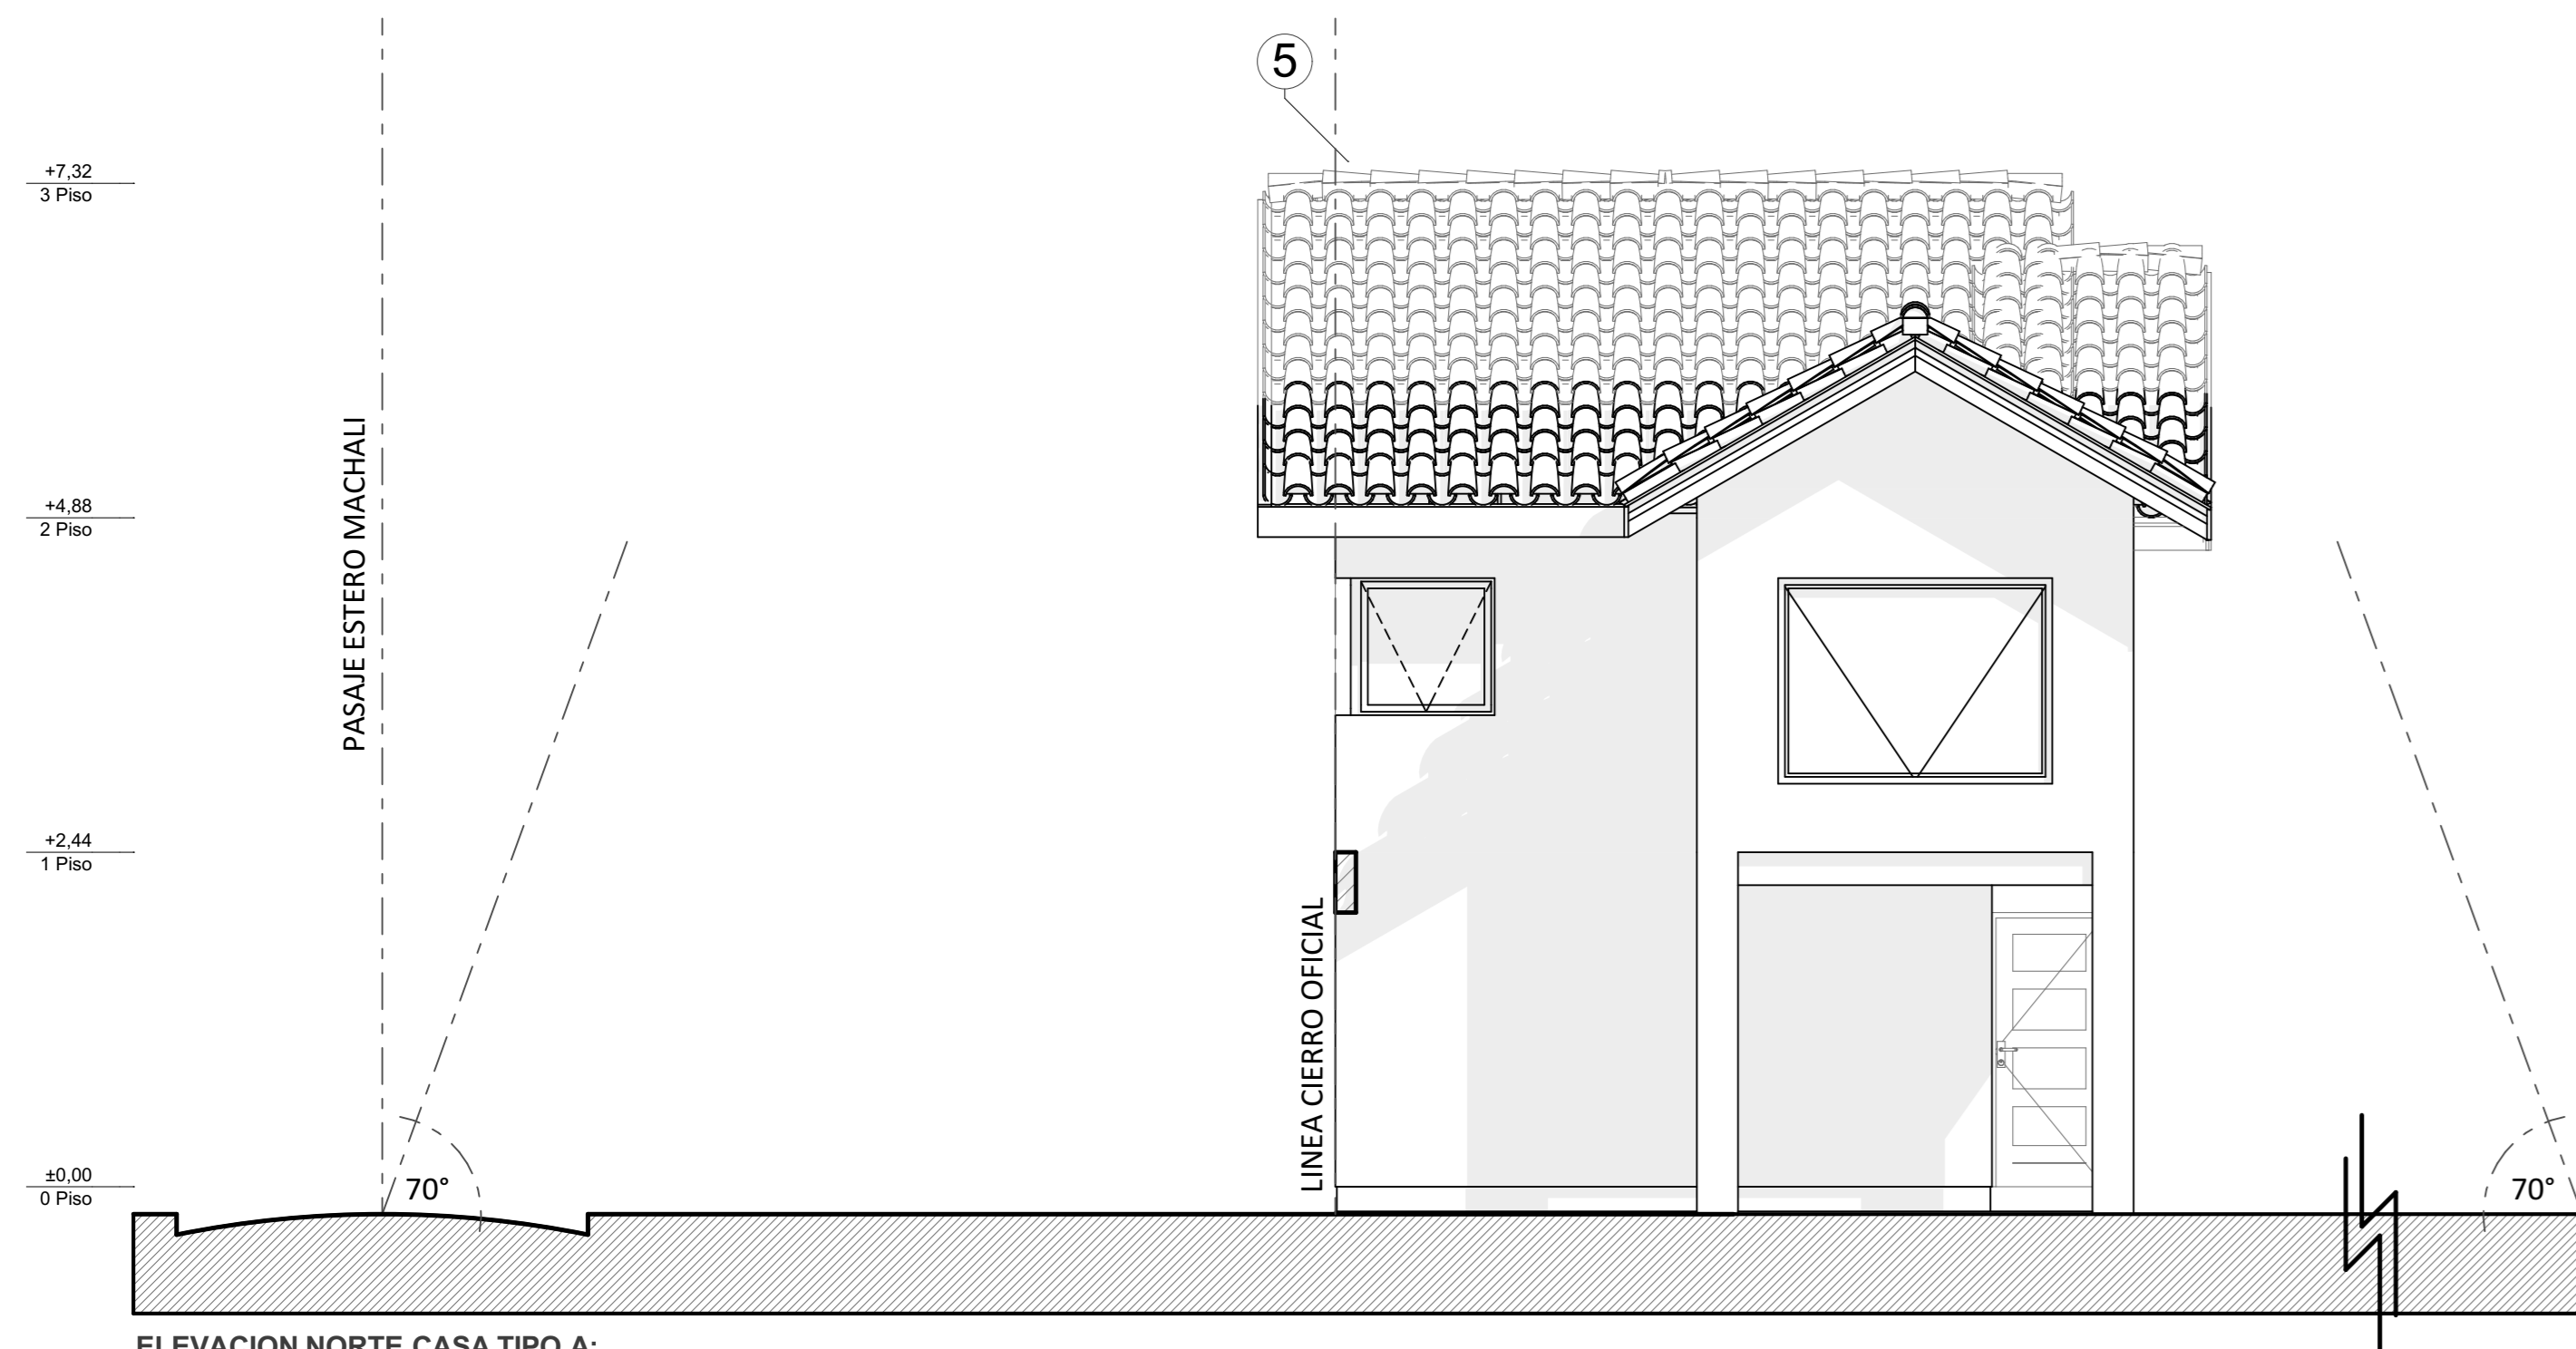 5
+7,32
3 Piso
+4,88
2 Piso
PASAJE ESTERO MACHALI
+2,44
1 Piso
LINEA CIERRO OFICIAL
±0,00
0 Piso
70°
70°
ELEVACION NORTE CASA TIPO A: